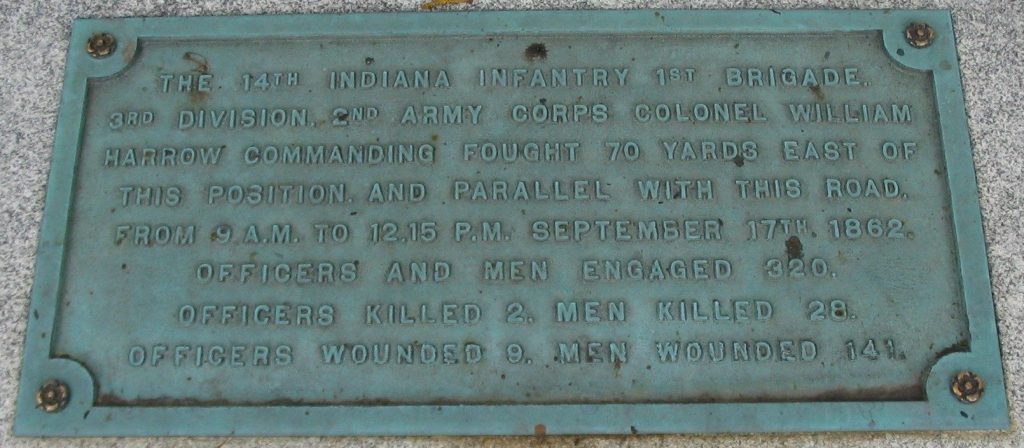 THE 14TH INDIANA INFANTRY 1ST BRIGADE,
3RD DIVISION, 2ND ARMY CORPS COLONEL WILLIAM
HARROW COMMANDING FOUGHT 70 YARDS EAST OF
THIS POSITION, AND PARALLEL WITH THIS ROAD,
FROM 9 A.M. TO 12.15 P.M. SEPTEMBER 17TH, 1862.
OFFICERS AND MEN ENGAGED 320.
OFFICERS KILLED 2. MEN KILLED 28.
OFFICERS WOUNDED 9. MEN WOUNDED 141.